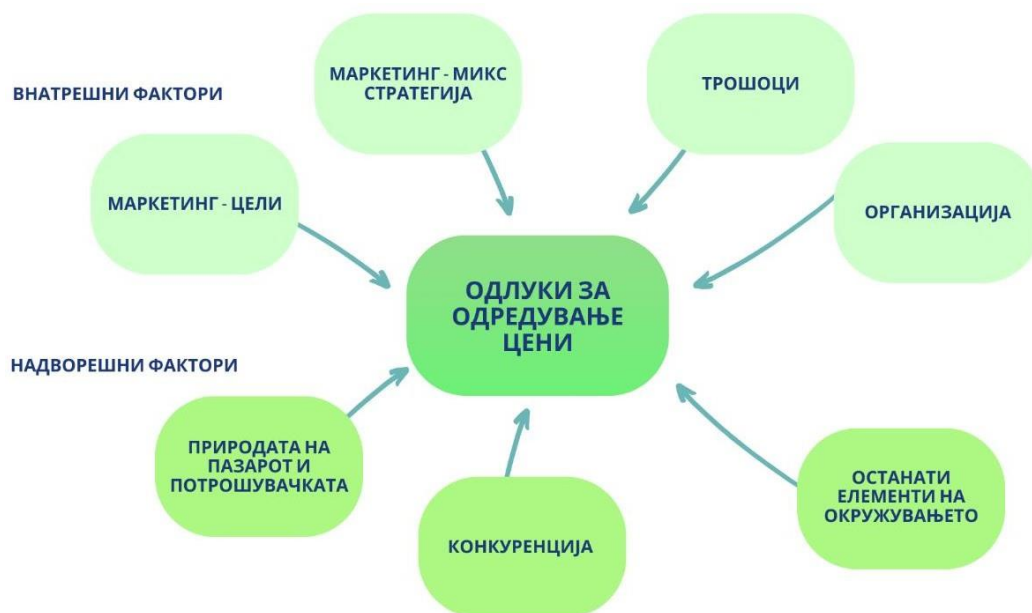 ВНАТРЕШНИ ФАКТОРИ
МАРКЕТИНГ - МИКС
СТРАТЕГИЈА
ТРОШОЦИ
МАРКЕТИНГ - ЦЕЛИ
ОРГАНИЗАЦИЈА
ОДЛУКИ ЗА
ОДРЕДУВАЊЕ
ЦЕНИ
НАДВОРЕШНИ ФАКТОРИ
ПРИРОДАТА НА
ПАЗАРОТ И
ПОТРОШУВАЧКАТА
КОНКУРЕНЦИЈА
ОСТАНАТИ
ЕЛЕМЕНТИ НА
ОКРУЖУВАЊЕТО